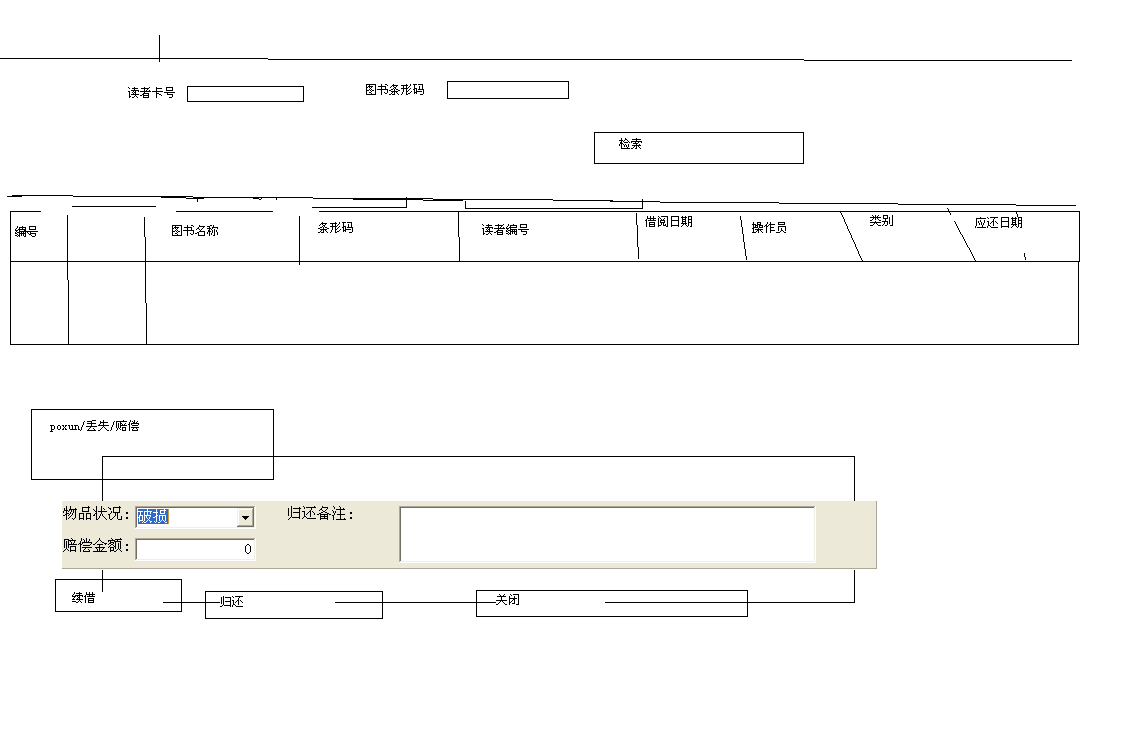 读者卡号 图书条形码
检索
编号 图书名称 条形码 读者编号 借阅日期 操作员 类别 应还日期
poxun/丢失/赔偿
物品状况： 破损 归还备注：
赔偿金额： 0
续借 归还 关闭